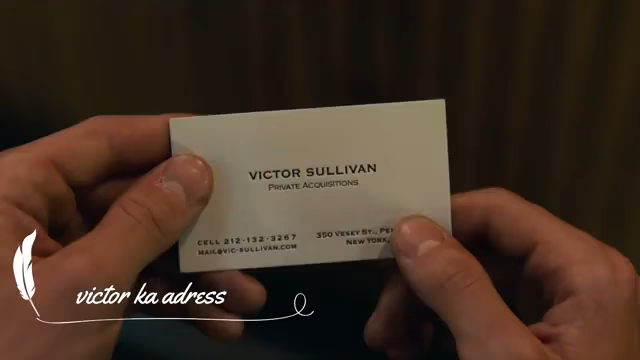 VICTOR SULLIVAN
PRIVATE ACQUISITIONS
CELL 212-132-3267
MAIL@VIC-SULLIVAN.COM
350 VESEY ST.,
NEW YORK,
victor ka adress